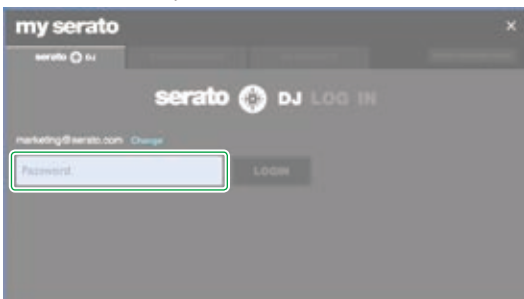 my serato ×
serato DJ
serato DJ LOG IN
marketing@serato.com Change
Password LOGIN